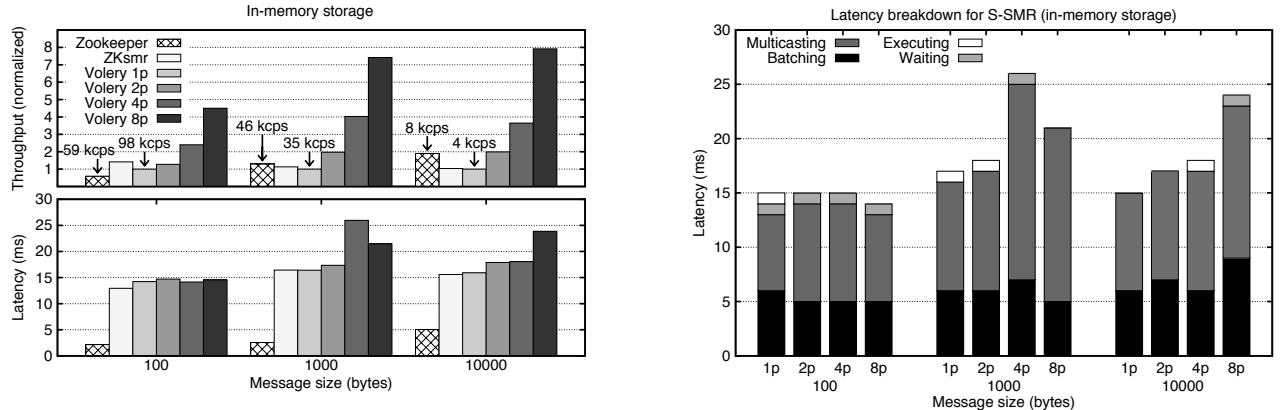 In-memory storage
Zookeeper
ZKsmr
Volery 1p
Volery 2p
Volery 4p
Volery 8p
Throughput (normalized)
8
7
6
5
4
3
2
1
59 kcps
98 kcps
46 kcps
35 kcps
8 kcps
4 kcps
Latency (ms)
30
25
20
15
10
5
0
100 1000 10000
Message size (bytes)
Latency breakdown for S-SMR (in-memory storage)
Multicasting Executing
Batching Waiting
Latency (ms)
30
25
20
15
10
5
0
1p 2p 4p 8p 1p 2p 4p 8p 1p 2p 4p 8p
100 1000 10000
Message size (bytes)